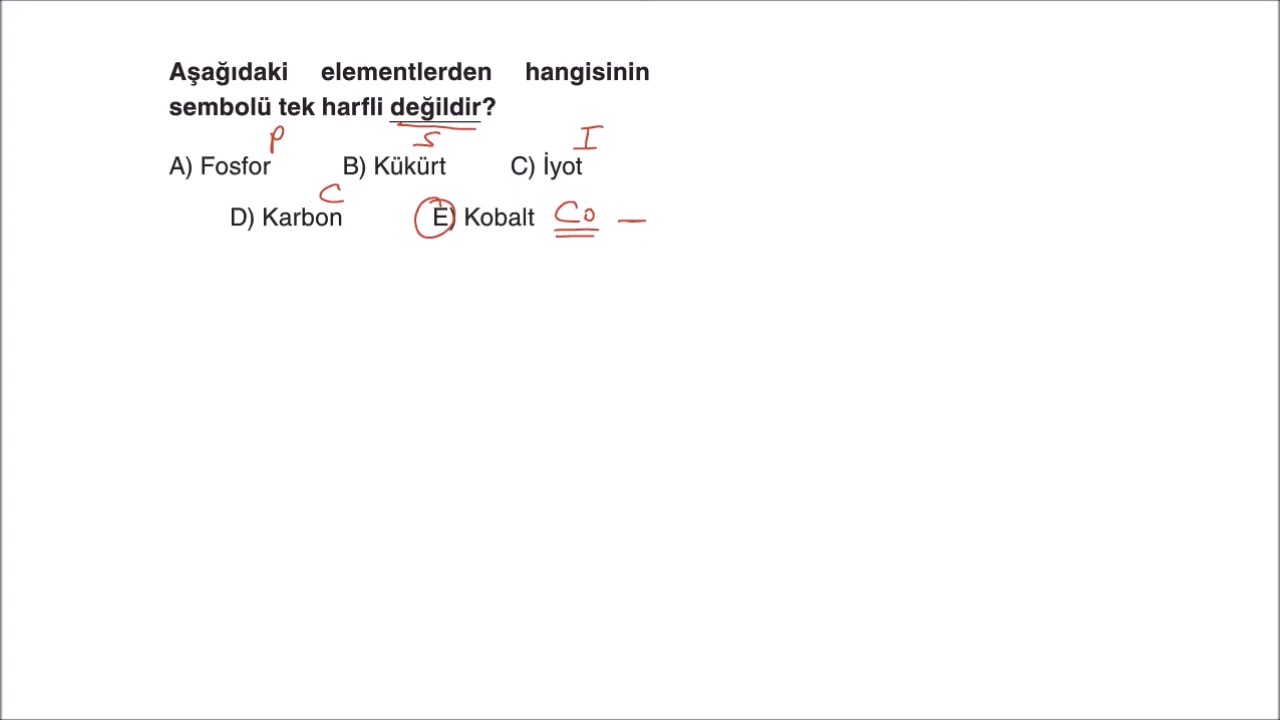 Aşağıdaki elementlerden hangisinin
sembolü tek harfli değildir?
P S I
A) Fosfor B) Kükürt C) İyot
C
D) Karbon E) Kobalt Co —